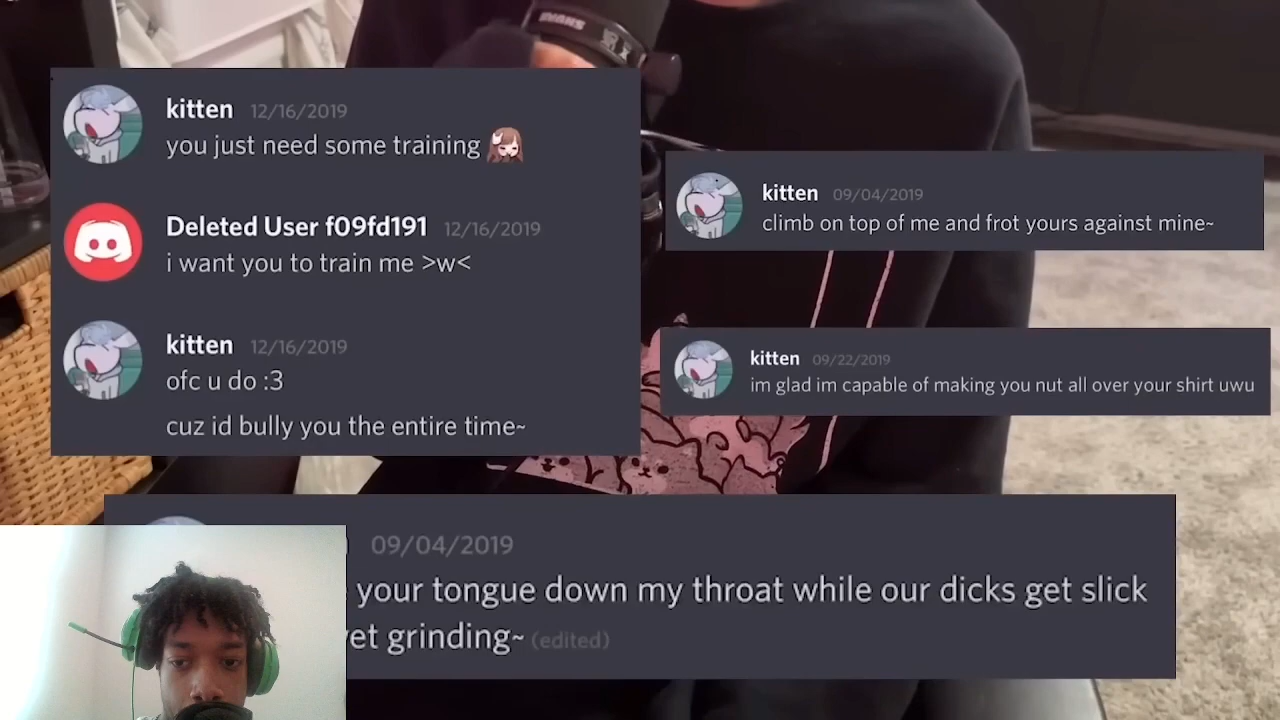 kitten 12/16/2019
you just need some training
Deleted User f09fd191 12/16/2019
i want you to train me >w<
kitten 12/16/2019
ofc u do :3
cuz id bully you the entire time~
kitten 09/04/2019
climb on top of me and frot yours against mine~
kitten 09/22/2019
im glad im capable of making you nut all over your shirt uwu
09/04/2019
your tongue down my throat while our dicks get slick
grinding~ (edited)